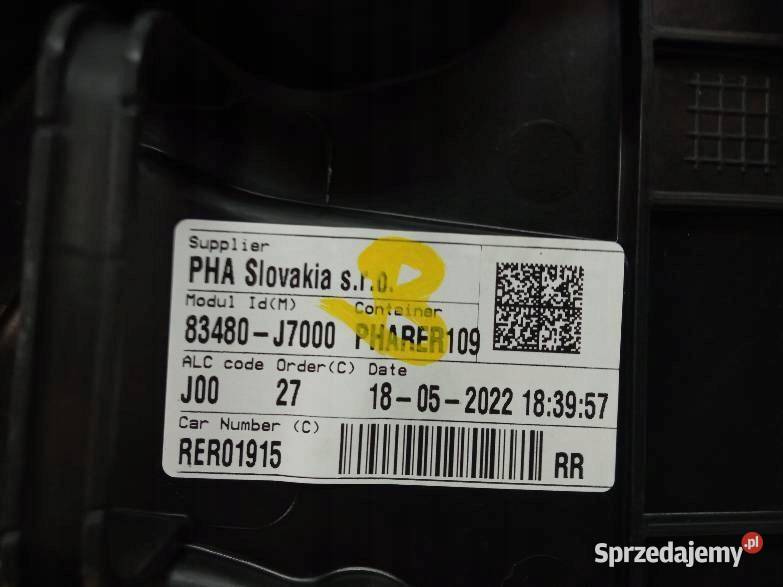 Supplier
PHA Slovakia s.r.o.
Modul Id(M) Container
83480-J7000 PHARER109
ALC code Order(C) Date
J00 27 18-05-2022 18:39:57
Car Number (C)
RER01915 RR
Sprzedajemy.pl